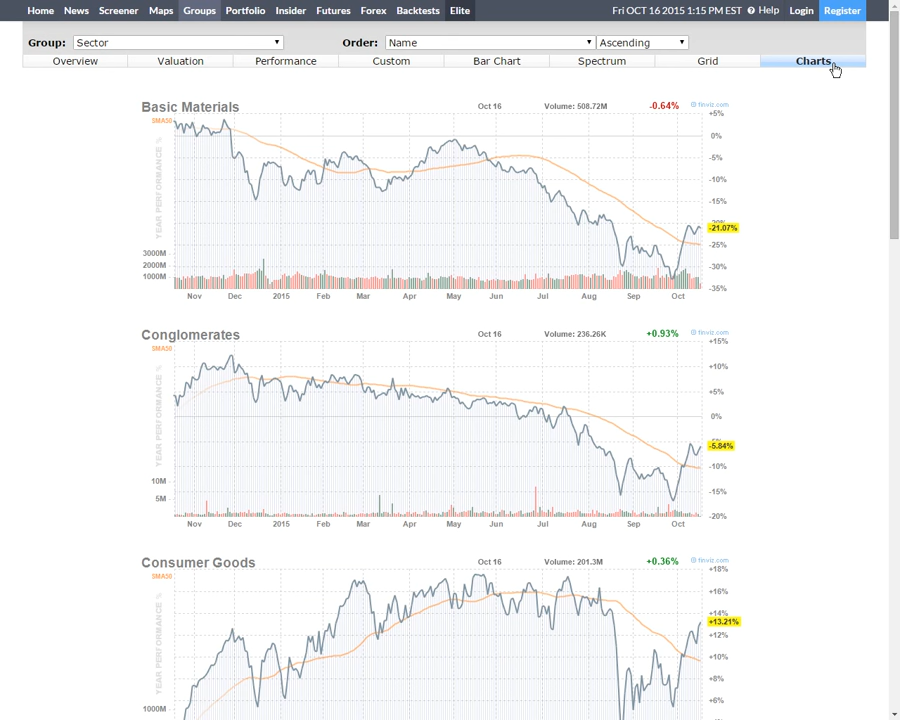 Home News Screener Maps Groups Portfolio Insider Futures Forex Backtests Elite Fri OCT 16 2015 1:15 PM EST Help Login Register
Group: Sector Order: Name Ascending
Overview Valuation Performance Custom Bar Chart Spectrum Grid Charts
Basic Materials Oct 16 Volume: 508.72M -0.64% © finviz.com
SMA50
YEAR PERFORMANCE %
+5%
0%
-5%
-10%
-15%
-21.07%
-25%
-30%
-35%
3000M
2000M
1000M
Nov Dec 2015 Feb Mar Apr May Jun Jul Aug Sep Oct
Conglomerates Oct 16 Volume: 236.26K +0.93% © finviz.com
SMA50
YEAR PERFORMANCE %
+15%
+10%
+5%
0%
-5.84%
-10%
-15%
-20%
10M
5M
Nov Dec 2015 Feb Mar Apr May Jun Jul Aug Sep Oct
Consumer Goods Oct 16 Volume: 201.3M +0.36% © finviz.com
SMA50
YEAR PERFORMANCE %
+18%
+16%
+14%
+13.21%
+12%
+10%
+8%
+6%
1000M